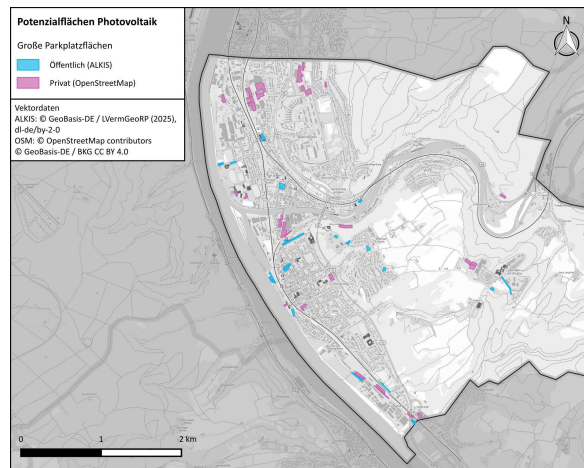 Potenzialflächen Photovoltaik
Große Parkplatzflächen
Öffentlich (ALKIS)
Privat (OpenStreetMap)
Vektordaten
ALKIS: © GeoBasis-DE / LVermGeoRP (2025),
dl-de/by-2-0
OSM: © OpenStreetMap contributors
© GeoBasis-DE / BKG CC BY 4.0
N
0 1 2 km